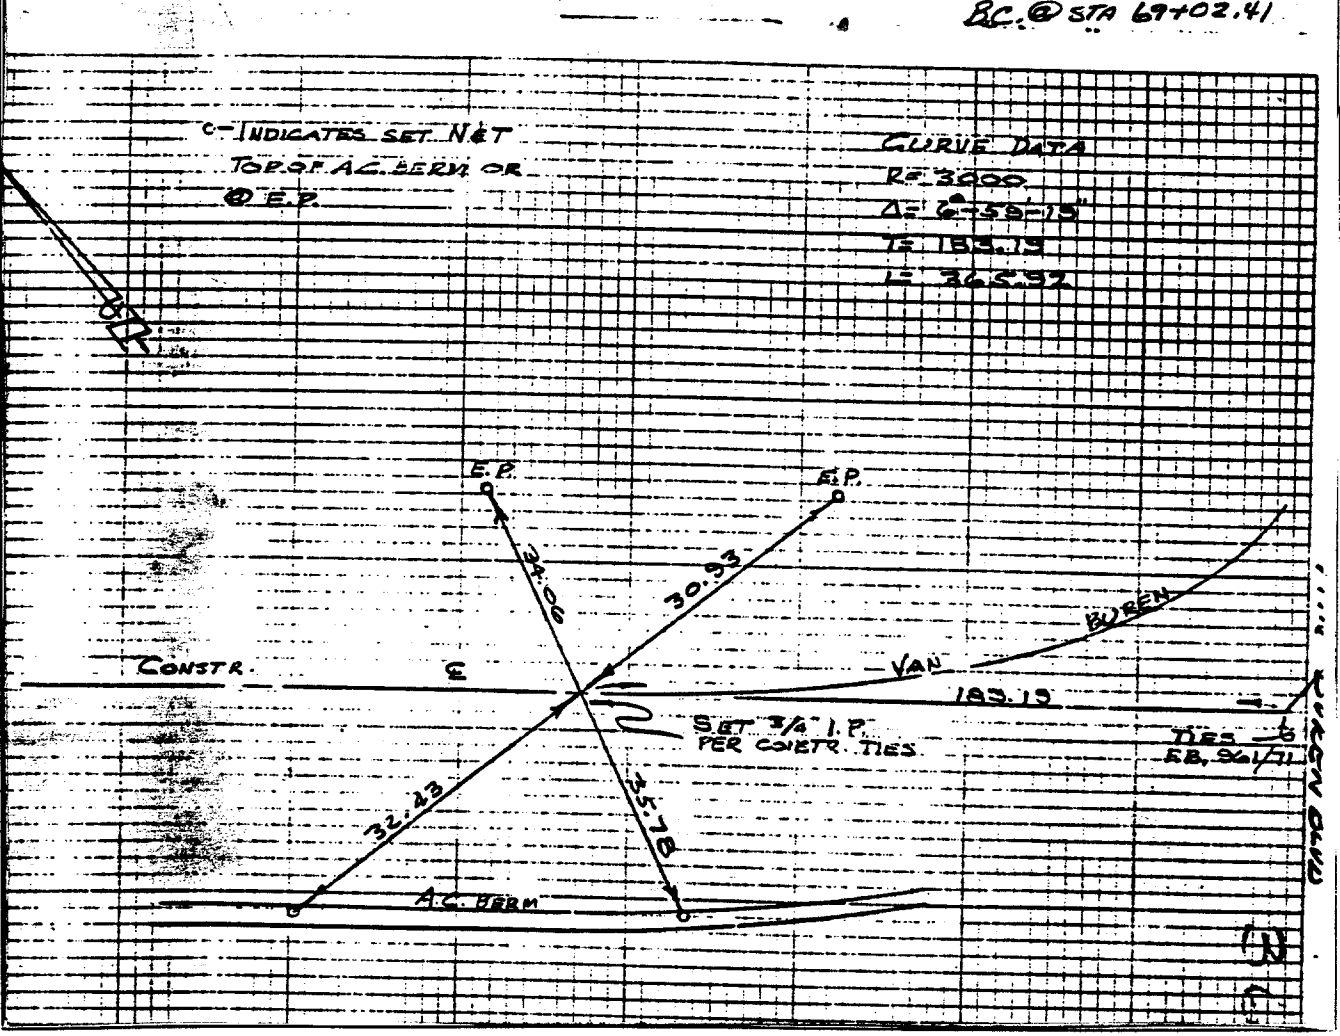 B.C. @ STA 69+02.41
O-INDICATES SET N&T
TOP OF A.C. BERM OR
@ E.P.
CURVE DATA
R= 3000
Δ= 6°-59'-19"
T= 183.19
L= 365.92
E.P.
E.P.
34.06
30.93
BUREN
VAN
CONSTR.
℄
183.19
SET 3/4" I.P.
PER CONSTR. TIES
TIES
F.B. 961/71
32.43
35.78
A.C. BERM